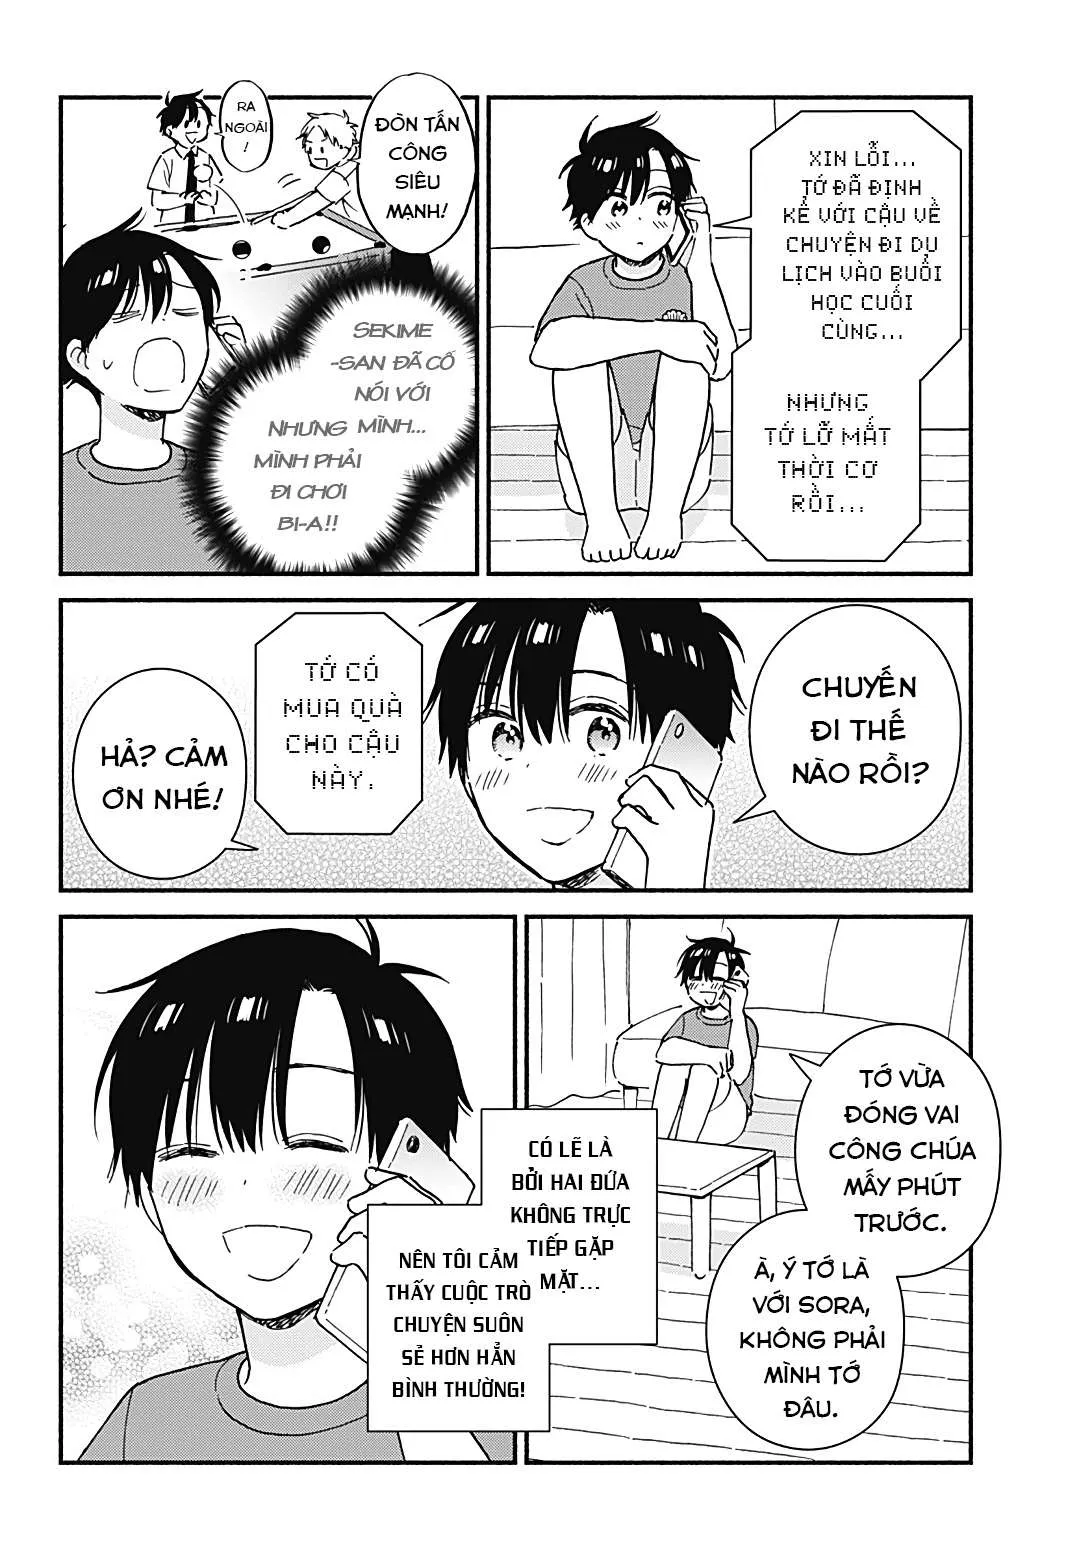 XIN LỖI...
TỚ ĐÃ ĐỊNH
KỂ VỚI CẬU VỀ
CHUYỆN ĐI DU
LỊCH VÀO BUỔI
HỌC CUỐI
CÙNG...
NHƯNG
TỚ LỠ MẤT
THỜI CƠ
RỒI...
ĐÒN TẤN
CÔNG
SIÊU
MẠNH!
RA
NGOÀI
!
SEKIME
-SAN ĐÃ CỐ
NÓI VỚI
MÌNH...
NHƯNG
MÌNH PHẢI
ĐI CHƠI
BI-A!!
CHUYẾN
ĐI THẾ
NÀO RỒI?
TỚ CÓ
MUA QUÀ
CHO CẬU
NÀY.
HẢ? CẢM
ƠN NHÉ!
TỚ VỪA
ĐÓNG VAI
CÔNG CHÚA
MẤY PHÚT
TRƯỚC.
À, Ý TỚ LÀ
VỚI SORA,
KHÔNG PHẢI
MÌNH TỚ
ĐÂU.
CÓ LẼ LÀ
BỞI HAI ĐỨA
KHÔNG TRỰC
TIẾP GẶP
MẶT...
NÊN TÔI CẢM
THẤY CUỘC TRÒ
CHUYỆN SUÔN
SẺ HƠN HẲN
BÌNH THƯỜNG!